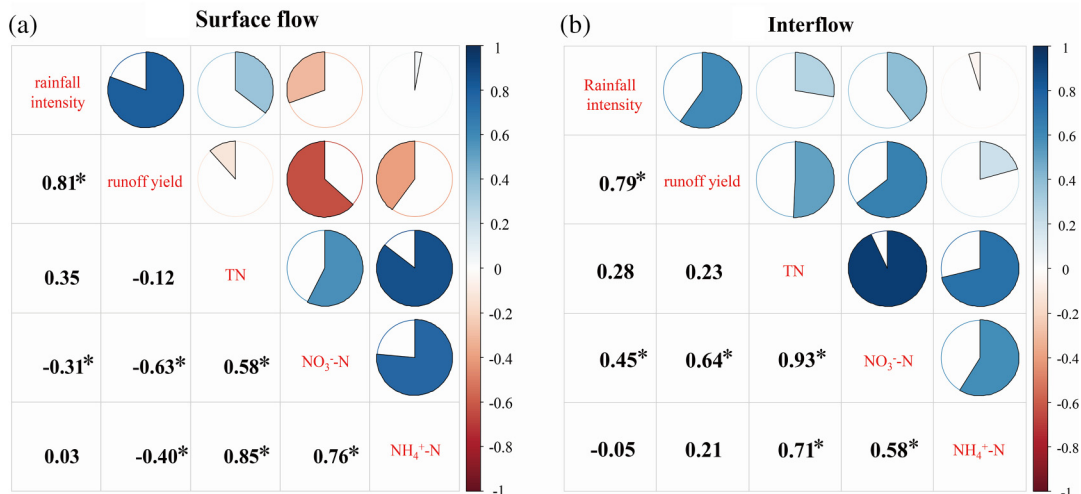 (a) Surface flow
rainfall
intensity
0.81* runoff yield
0.35 -0.12 TN
-0.31* -0.63* 0.58* NO₃⁻-N
0.03 -0.40* 0.85* 0.76* NH₄⁺-N
1
0.8
0.6
0.4
0.2
0
-0.2
-0.4
-0.6
-0.8
-1
(b) Interflow
Rainfall
intensity
0.79* runoff yield
0.28 0.23 TN
0.45* 0.64* 0.93* NO₃⁻-N
-0.05 0.21 0.71* 0.58* NH₄⁺-N
1
0.8
0.6
0.4
0.2
0
-0.2
-0.4
-0.6
-0.8
-1